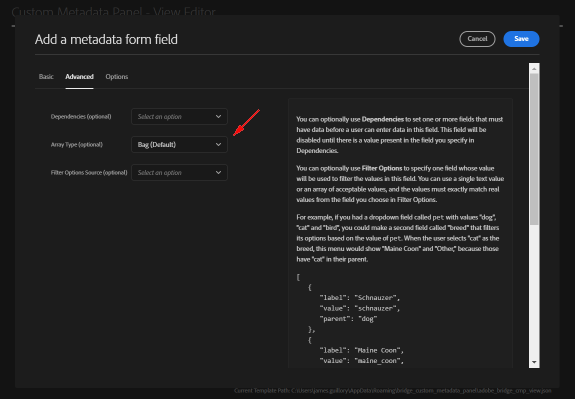 Custom Metadata Panel - View Editor
Add a metadata form field
Cancel
Save
Basic
Advanced
Options
Dependencies (optional)
Select an option
Array Type (optional)
Bag (Default)
Filter Options Source (optional)
Select an option
You can optionally use Dependencies to set one or more fields that must
have data before a user can enter data in this field. This field will be
disabled until there is a value present in the field you specify in
Dependencies.
You can optionally use Filter Options to specify one field whose value
will be used to filter the values in this field. You can use a single text value
or an array of acceptable values, and the values must exactly match real
values from the field you choose in Filter Options.
For example, if you had a dropdown field called pet with values "dog",
"cat" and "bird", you could make a second field called "breed" that filters
its options based on the value of pet. When the user selects "cat" as the
breed, this menu would show "Maine Coon" and "Other," because those
have "cat" in their parent.
[
{
"label": "Schnauzer",
"value": "schnauzer",
"parent": "dog"
},
{
"label": "Maine Coon",
"value": "maine_coon",
Current Template Path: C:\Users\james